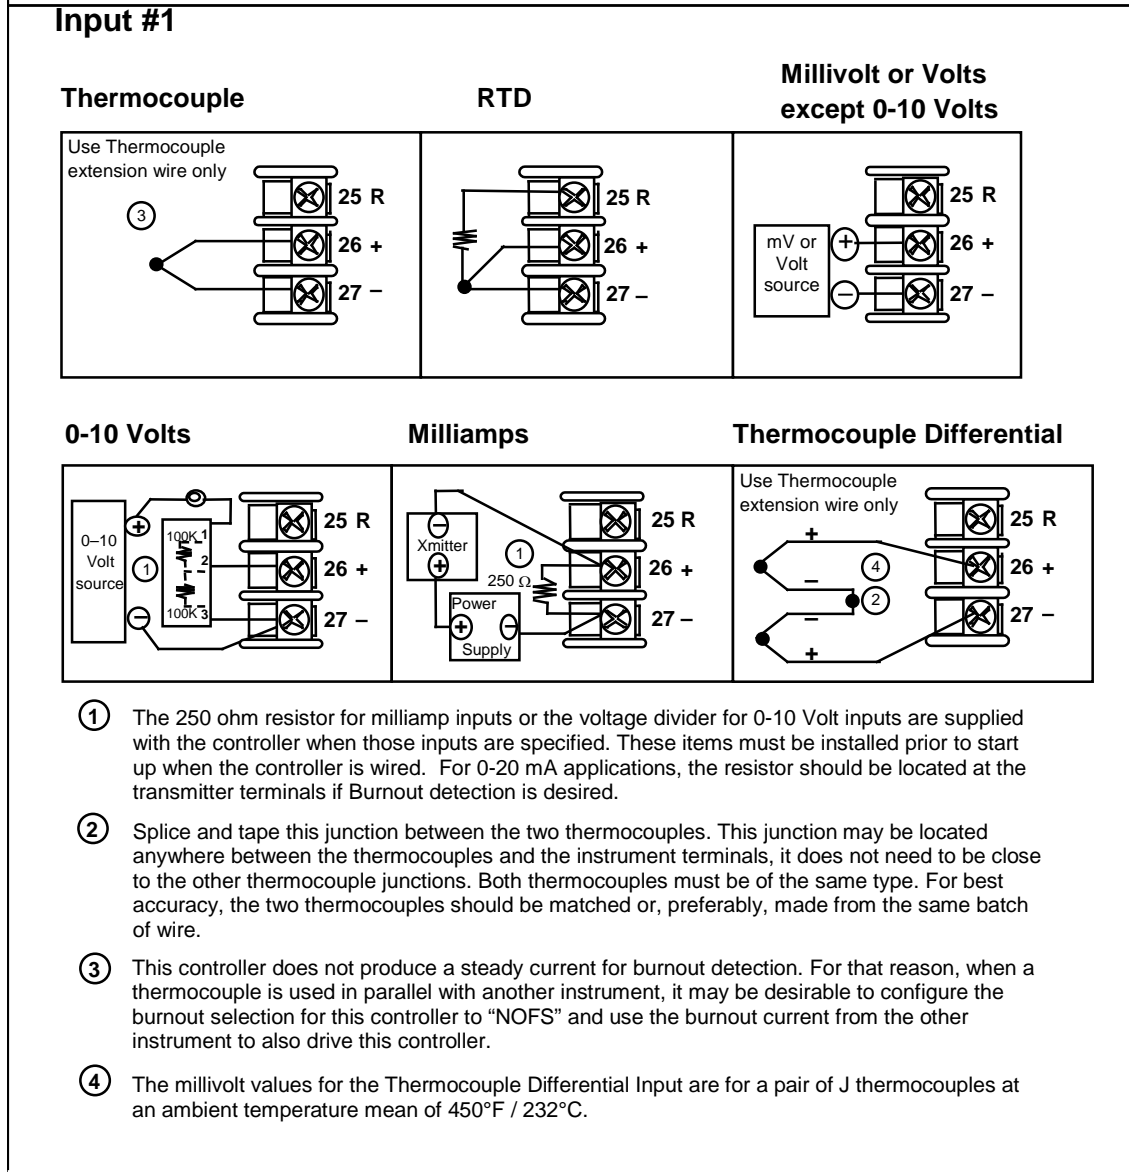 Input #1
Thermocouple
RTD
Millivolt or Volts
except 0-10 Volts
Use Thermocouple
extension wire only
3
25 R
26 +
27 –
25 R
26 +
27 –
mV or
Volt
source
+
–
25 R
26 +
27 –
0-10 Volts
Milliamps
Thermocouple Differential
0–10
Volt
source
+
–
1
100K 1
2
100K 3
25 R
26 +
27 –
–
Xmitter
+
1
250 Ω
Power
+ –
Supply
25 R
26 +
27 –
Use Thermocouple
extension wire only
+
–
4
2
–
+
25 R
26 +
27 –
1 The 250 ohm resistor for milliamp inputs or the voltage divider for 0-10 Volt inputs are supplied
with the controller when those inputs are specified. These items must be installed prior to start
up when the controller is wired.  For 0-20 mA applications, the resistor should be located at the
transmitter terminals if Burnout detection is desired.
2 Splice and tape this junction between the two thermocouples. This junction may be located
anywhere between the thermocouples and the instrument terminals, it does not need to be close
to the other thermocouple junctions. Both thermocouples must be of the same type. For best
accuracy, the two thermocouples should be matched or, preferably, made from the same batch
of wire.
3 This controller does not produce a steady current for burnout detection. For that reason, when a
thermocouple is used in parallel with another instrument, it may be desirable to configure the
burnout selection for this controller to “NOFS” and use the burnout current from the other
instrument to also drive this controller.
4 The millivolt values for the Thermocouple Differential Input are for a pair of J thermocouples at
an ambient temperature mean of 450°F / 232°C.